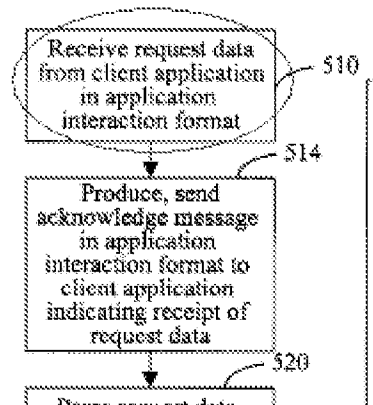 Receive request data
from client application
in application
interaction format
510
514
Produce, send
acknowledge message
in application
interaction format to
client application
indicating receipt of
request data
520